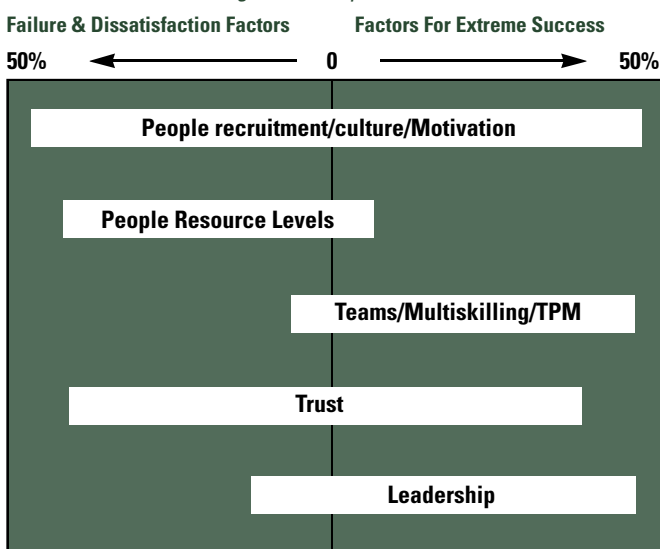 Failure & Dissatisfaction Factors Factors For Extreme Success
50% 0 50%
People recruitment/culture/Motivation
People Resource Levels
Teams/Multiskilling/TPM
Trust
Leadership